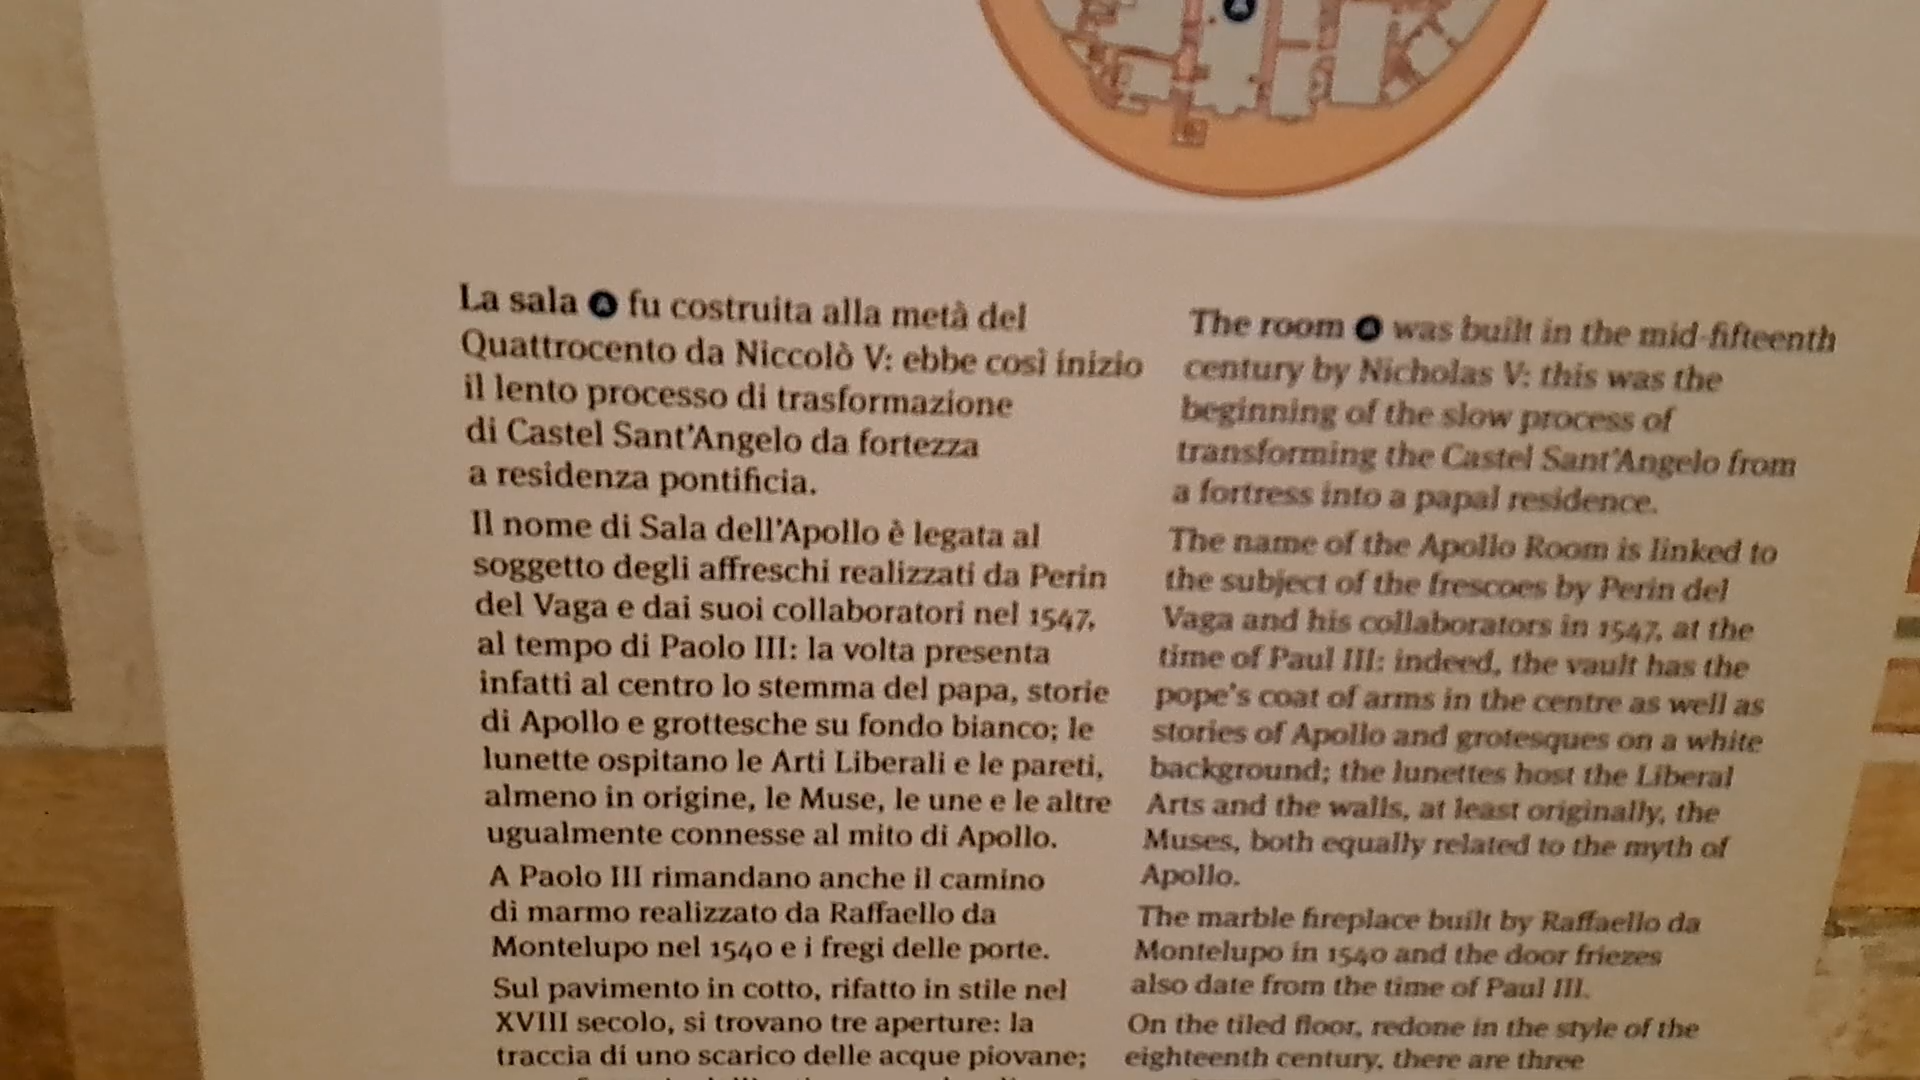 A
La sala A fu costruita alla metà del
Quattrocento da Niccolò V: ebbe così inizio
il lento processo di trasformazione
di Castel Sant'Angelo da fortezza
a residenza pontificia.
Il nome di Sala dell'Apollo è legata al
soggetto degli affreschi realizzati da Perin
del Vaga e dai suoi collaboratori nel 1547,
al tempo di Paolo III: la volta presenta
infatti al centro lo stemma del papa, storie
di Apollo e grottesche su fondo bianco; le
lunette ospitano le Arti Liberali e le pareti,
almeno in origine, le Muse, le une e le altre
ugualmente connesse al mito di Apollo.
A Paolo III rimandano anche il camino
di marmo realizzato da Raffaello da
Montelupo nel 1540 e i fregi delle porte.
Sul pavimento in cotto, rifatto in stile nel
XVIII secolo, si trovano tre aperture: la
traccia di uno scarico delle acque piovane;
The room A was built in the mid-fifteenth
century by Nicholas V: this was the
beginning of the slow process of
transforming the Castel Sant'Angelo from
a fortress into a papal residence.
The name of the Apollo Room is linked to
the subject of the frescoes by Perin del
Vaga and his collaborators in 1547, at the
time of Paul III: indeed, the vault has the
pope's coat of arms in the centre as well as
stories of Apollo and grotesques on a white
background; the lunettes host the Liberal
Arts and the walls, at least originally, the
Muses, both equally related to the myth of
Apollo.
The marble fireplace built by Raffaello da
Montelupo in 1540 and the door friezes
also date from the time of Paul III.
On the tiled floor, redone in the style of the
eighteenth century, there are three